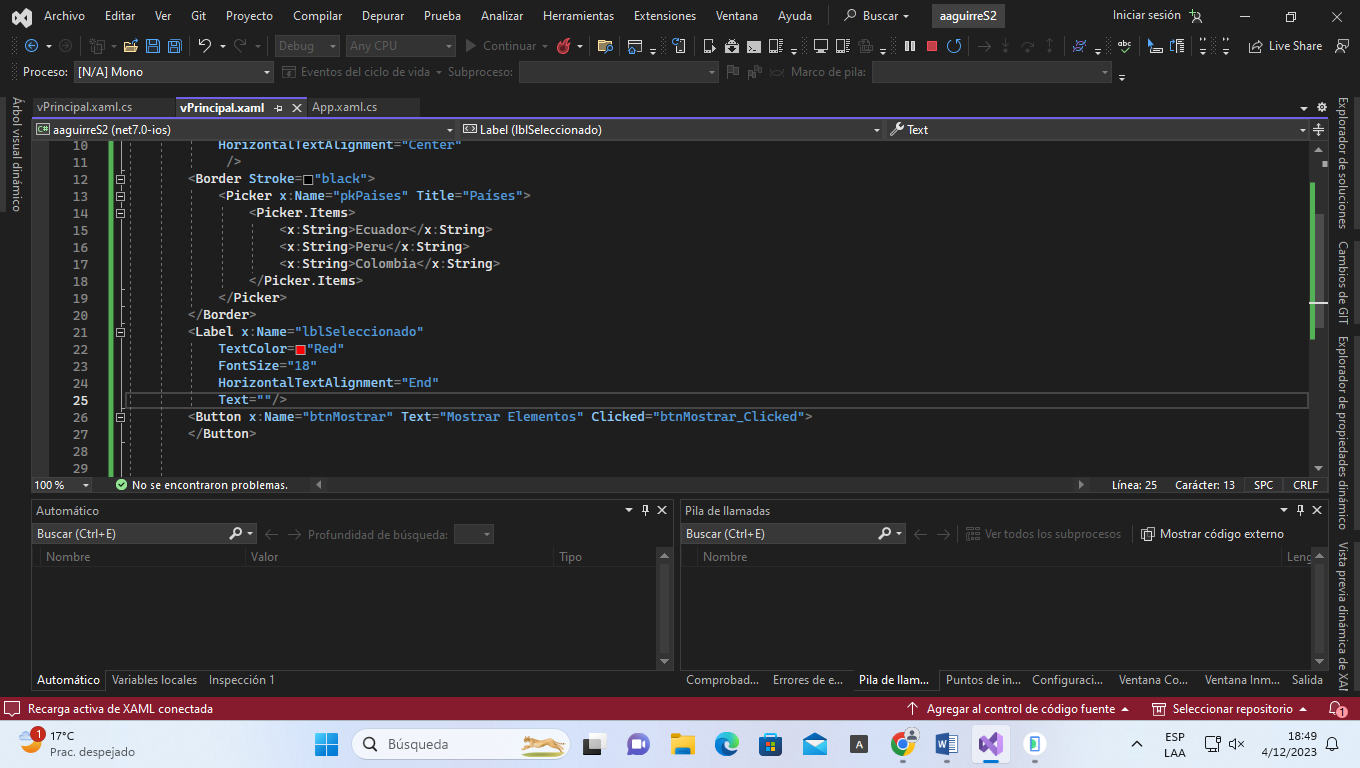 Archivo Editar Ver Git Proyecto Compilar Depurar Prueba Analizar Herramientas Extensiones Ventana Ayuda Buscar aaguirreS2 Iniciar sesión
Debug Any CPU Continuar Live Share
Proceso: [N/A] Mono Eventos del ciclo de vida Subproceso: Marco de pila:
vPrincipal.xaml.cs vPrincipal.xaml App.xaml.cs
aaguirreS2 (net7.0-ios) Label (lblSeleccionado) Text
10 HorizontalTextAlignment="Center"
11 />
12 <Border Stroke="black">
13 <Picker x:Name="pkPaises" Title="Países">
14 <Picker.Items>
15 <x:String>Ecuador</x:String>
16 <x:String>Peru</x:String>
17 <x:String>Colombia</x:String>
18 </Picker.Items>
19 </Picker>
20 </Border>
21 <Label x:Name="lblSeleccionado"
22 TextColor="Red"
23 FontSize="18"
24 HorizontalTextAlignment="End"
25 Text=""/>
26 <Button x:Name="btnMostrar" Text="Mostrar Elementos" Clicked="btnMostrar_Clicked">
27 </Button>
28
29
100 % No se encontraron problemas. Línea: 25 Carácter: 13 SPC CRLF
Árbol visual dinámico
Explorador de soluciones
Cambios de GIT
Explorador de propiedades dinámico
Vista previa dinámica de XAI
Automático
Buscar (Ctrl+E) Profundidad de búsqueda:
Nombre Valor Tipo
Automático Variables locales Inspección 1
Pila de llamadas
Buscar (Ctrl+E) Ver todos los subprocesos Mostrar código externo
Nombre Leng
Comprobad... Errores de e... Pila de llam... Puntos de in... Configuraci... Ventana Co... Ventana Inm... Salida
Recarga activa de XAML conectada Agregar al control de código fuente Seleccionar repositorio 1
1 17°C
Prac. despejado
Búsqueda
A
ESP
LAA
18:49
4/12/2023